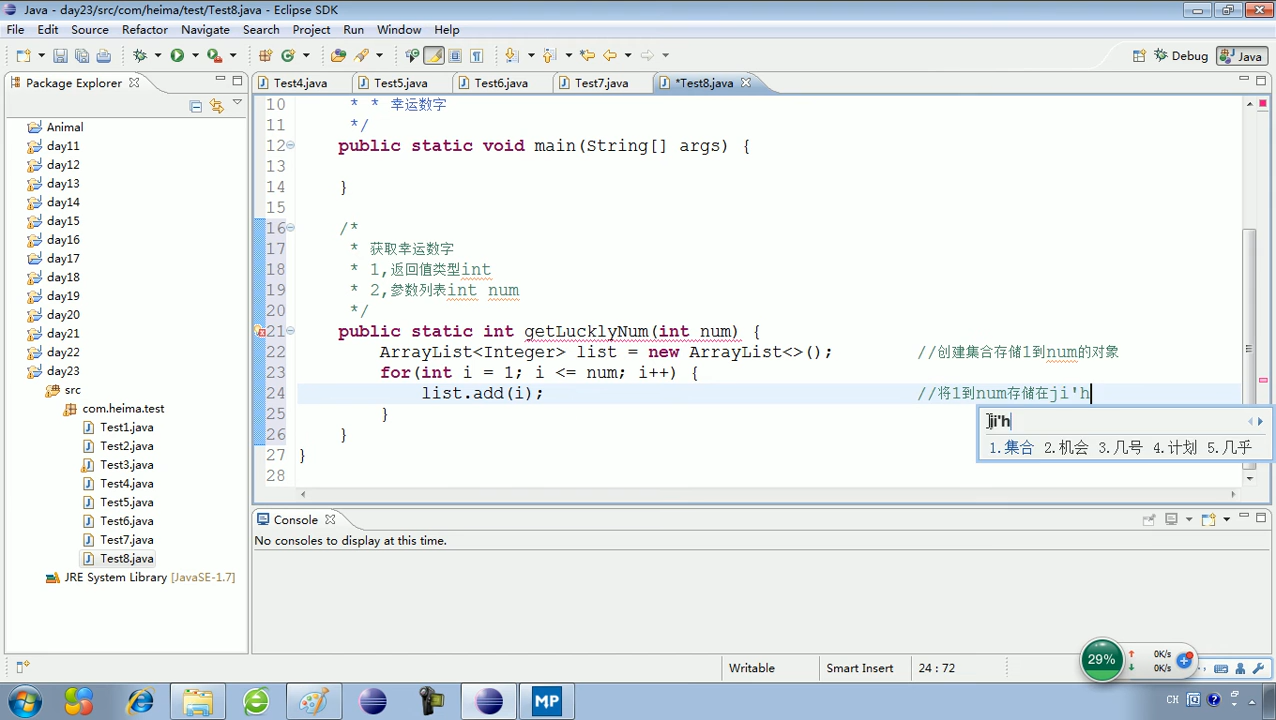 Java - day23/src/com/heima/test/Test8.java - Eclipse SDK
File Edit Source Refactor Navigate Search Project Run Window Help
Debug Java
Package Explorer
Test4.java Test5.java Test6.java Test7.java *Test8.java
Animal
day11
day12
day13
day14
day15
day16
day17
day18
day19
day20
day21
day22
day23
src
com.heima.test
Test1.java
Test2.java
Test3.java
Test4.java
Test5.java
Test6.java
Test7.java
Test8.java
JRE System Library [JavaSE-1.7]
10 * * 幸运数字
11 */
12 public static void main(String[] args) {
13
14 }
15
16 /*
17 * 获取幸运数字
18 * 1,返回值类型int
19 * 2,参数列表int num
20 */
21 public static int getLucklyNum(int num) {
22 ArrayList<Integer> list = new ArrayList<>(); //创建集合存储1到num的对象
23 for(int i = 1; i <= num; i++) {
24 list.add(i); //将1到num存储在ji'h
25 }
26 }
27 }
28
ji'h
1.集合 2.机会 3.几号 4.计划 5.几乎
Console
No consoles to display at this time.
Writable Smart Insert 24 : 72
29% 0K/s
0K/s
MP